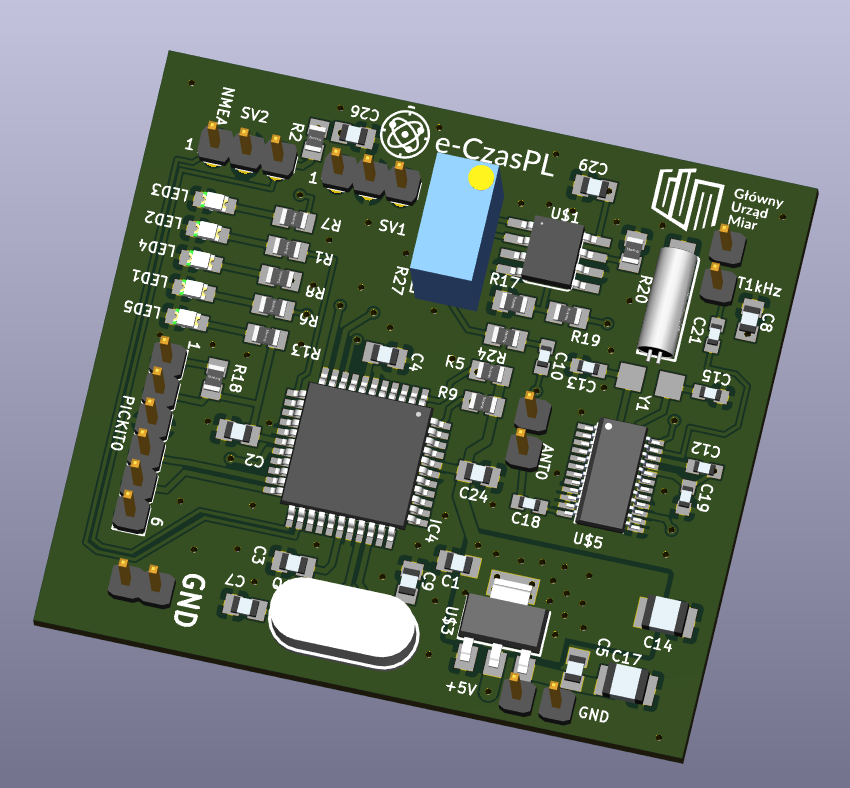 NMEA
SV2
R2
C26
1
1
SV1
e-CzasPL
C29
Główny
Urząd
Miar
LED3
LED2
LED4
LED1
LED5
R7
R1
R8
R6
R13
R27
U$1
R17
R20
R19
T1kHz
C8
C21
R5
R24
R9
C10
C13
Y1
C15
C4
1
R18
PICKIT0
6
C2
IC4
C24
ANT0
C18
U$5
C12
C19
C3
C7
GND
C9
C1
U$3
+5V
C5
C17
C14
GND